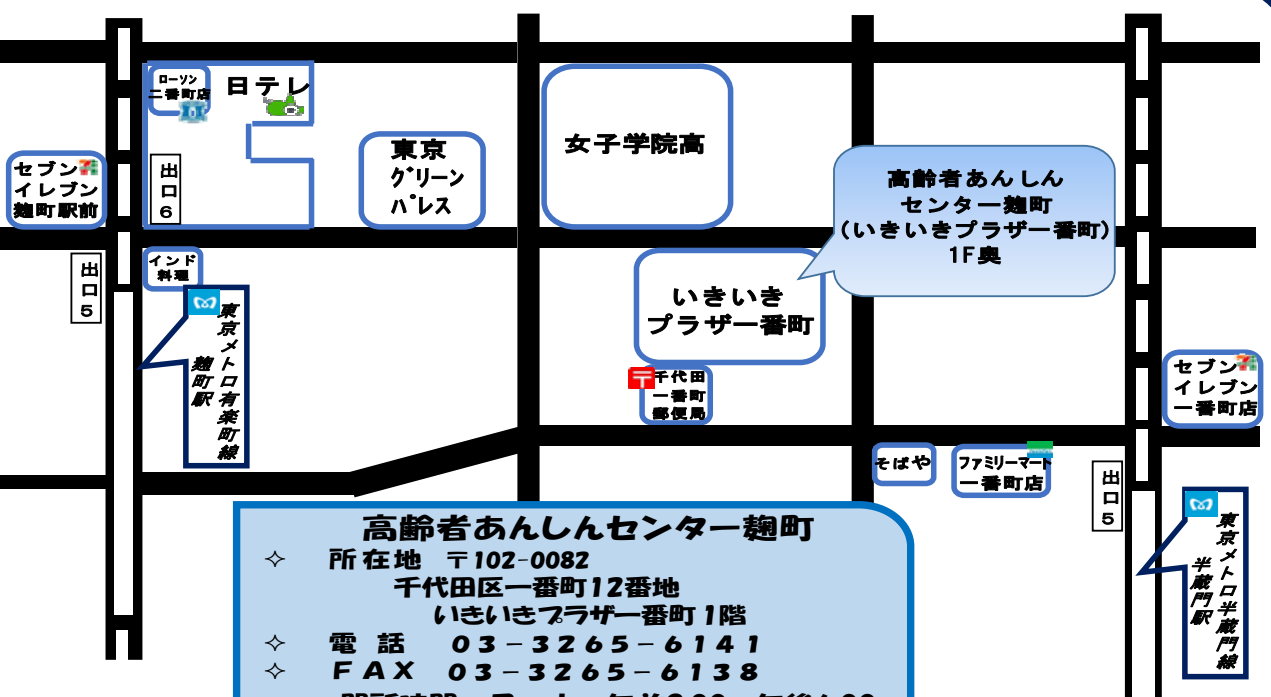 ローソン
二番町店
日テレ
セブン
イレブン
麹町駅前
出口6
東京
グリーン
パレス
女子学院高
高齢者あんしん
センター麹町
(いきいきプラザ一番町)
1F奥
出口5
インド
料理
東京メトロ有楽町線
麹町駅
いきいき
プラザ一番町
〒千代田
一番町
郵便局
セブン
イレブン
一番町店
そばや
ファミリーマート
一番町店
出口5
東京メトロ半蔵門線
半蔵門駅
高齢者あんしんセンター麹町
✧ 所在地 〒102-0082
千代田区一番町12番地
いきいきプラザ一番町1階
✧ 電話 03-3265-6141
✧ FAX 03-3265-6138